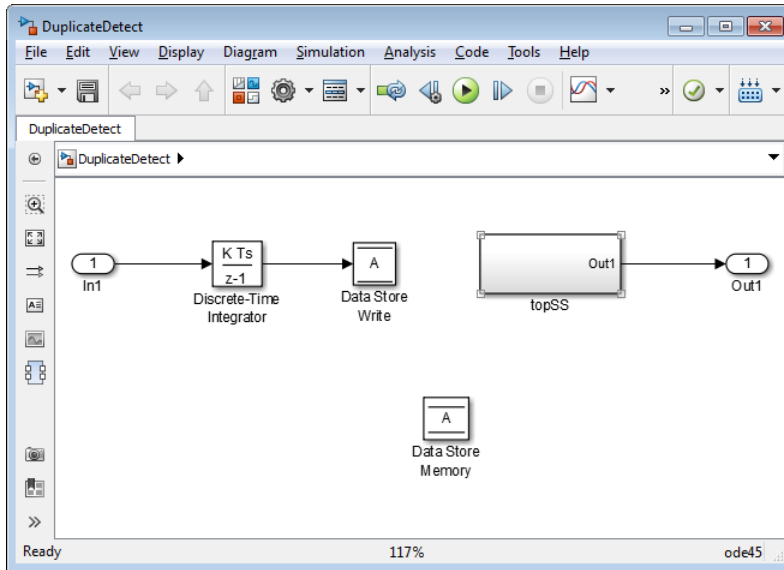 DuplicateDetect
File Edit View Display Diagram Simulation Analysis Code Tools Help
»
DuplicateDetect
DuplicateDetect
1
In1
K Ts
z-1
Discrete-Time
Integrator
A
Data Store
Write
Out1
topSS
1
Out1
A
Data Store
Memory
A
»
Ready 117% ode45